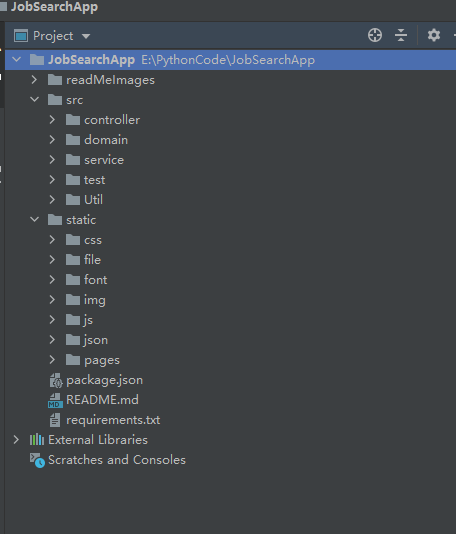 JobSearchApp
Project
JobSearchApp E:\PythonCode\JobSearchApp
readMeImages
src
controller
domain
service
test
Util
static
css
file
font
img
js
json
pages
package.json
README.md
requirements.txt
External Libraries
Scratches and Consoles